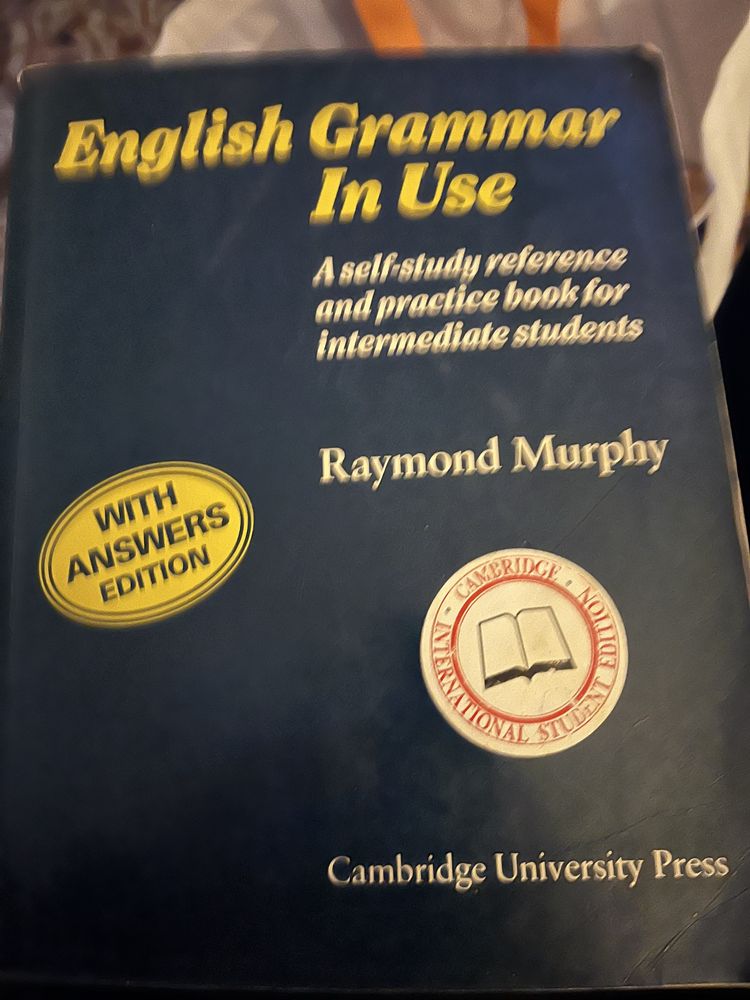 English Grammar
In Use
A self-study reference
and practice book for
intermediate students
Raymond Murphy
WITH
ANSWERS
EDITION
· CAMBRIDGE ·
INTERNATIONAL STUDENT EDITION
Cambridge University Press